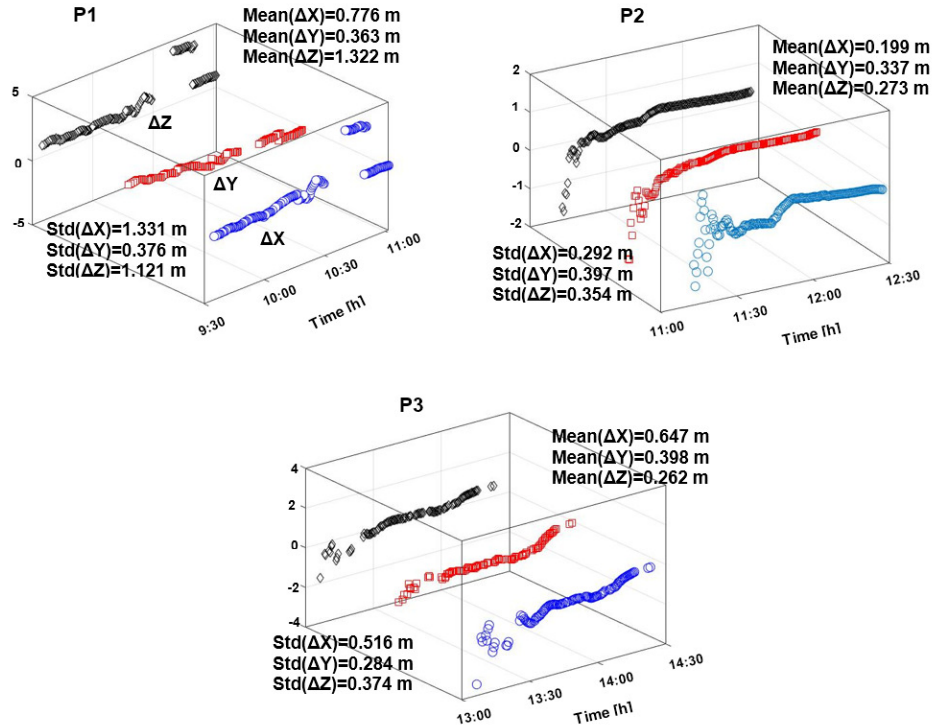 P1
Mean(ΔX)=0.776 m
Mean(ΔY)=0.363 m
Mean(ΔZ)=1.322 m
5
0
-5
ΔZ
ΔY
ΔX
Std(ΔX)=1.331 m
Std(ΔY)=0.376 m
Std(ΔZ)=1.121 m
9:30
10:00
10:30
11:00
Time [h]
P2
Mean(ΔX)=0.199 m
Mean(ΔY)=0.337 m
Mean(ΔZ)=0.273 m
2
1
0
-1
-2
Std(ΔX)=0.292 m
Std(ΔY)=0.397 m
Std(ΔZ)=0.354 m
11:00
11:30
12:00
12:30
Time [h]
P3
Mean(ΔX)=0.647 m
Mean(ΔY)=0.398 m
Mean(ΔZ)=0.262 m
4
2
0
-2
-4
Std(ΔX)=0.516 m
Std(ΔY)=0.284 m
Std(ΔZ)=0.374 m
13:00
13:30
14:00
14:30
Time [h]